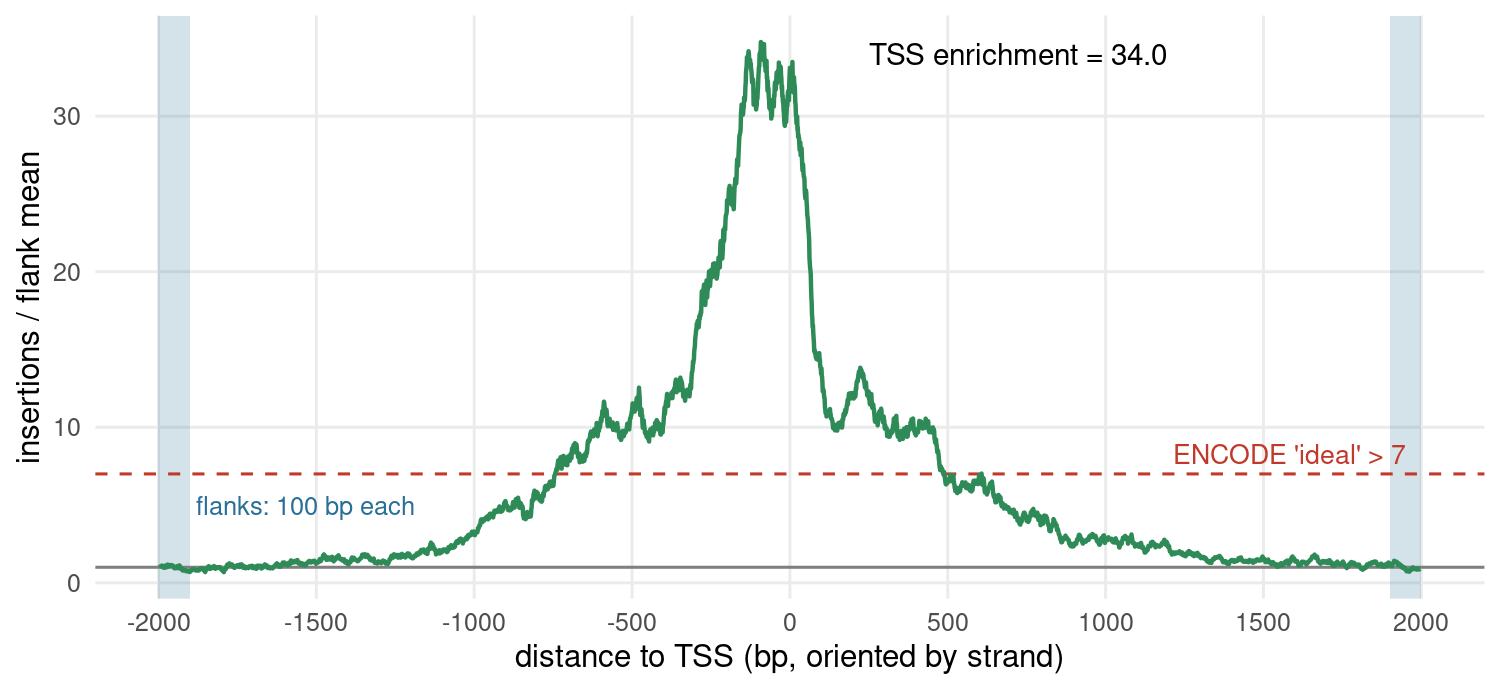 TSS enrichment = 34.0
30
20
10
0
insertions / flank mean
ENCODE 'ideal' > 7
flanks: 100 bp each
-2000 -1500 -1000 -500 0 500 1000 1500 2000
distance to TSS (bp, oriented by strand)